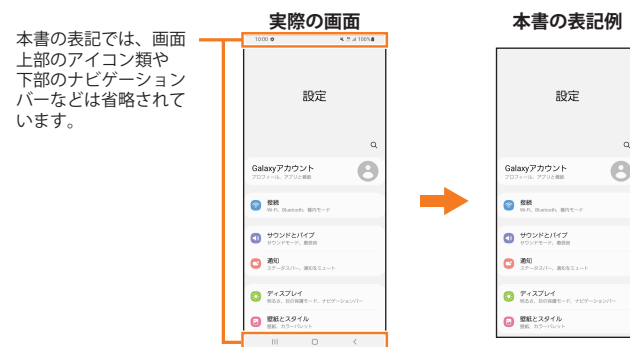 実際の画面
本書の表記例
本書の表記では、画面
上部のアイコン類や
下部のナビゲーション
バーなどは省略されて
います。
10:00
100%
設定
Galaxyアカウント
プロフィール、アプリと機能
接続
Wi-Fi、Bluetooth、機内モード
サウンドとバイブ
サウンドモード、着信音
通知
ステータスバー、通知をミュート
ディスプレイ
明るさ、目の保護モード、ナビゲーションバー
壁紙とスタイル
壁紙、カラーパレット
設定
Galaxyアカウント
プロフィール、アプリと機能
接続
Wi-Fi、Bluetooth、機内モード
サウンドとバイブ
サウンドモード、着信音
通知
ステータスバー、通知をミュート
ディスプレイ
明るさ、目の保護モード、ナビゲーションバー
壁紙とスタイル
壁紙、カラーパレット